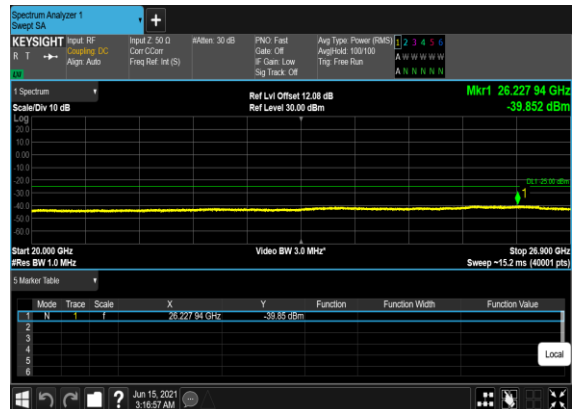 Spectrum Analyzer 1
Swept SA
+
KEYSIGHT Input: RF Input Z: 50 Ω #Atten: 30 dB PNO: Fast Avg Type: Power (RMS) 1 2 3 4 5 6
R T Coupling: DC Corr CCorr Gate: Off Avg|Hold: 100/100 A W W W W W
Align: Auto Freq Ref: Int (S) IF Gain: Low Trig: Free Run
LW Sig Track: Off A N N N N N
1 Spectrum Ref Lvl Offset 12.08 dB Mkr1 26.227 94 GHz
Scale/Div 10 dB Ref Level 30.00 dBm -39.852 dBm
Log
20.0
10.0
0.00
-10.0
-20.0
DL1 -25.00 dBm
-30.0
1
-40.0
-50.0
-60.0
Start 20.000 GHz Video BW 3.0 MHz* Stop 26.900 GHz
#Res BW 1.0 MHz Sweep ~15.2 ms (40001 pts)
5 Marker Table
Mode Trace Scale X Y Function Function Width Function Value
1 N 1 f 26.227 94 GHz -39.85 dBm
2
3
4
5
6
Local
? Jun 15, 2021
3:16:57 AM